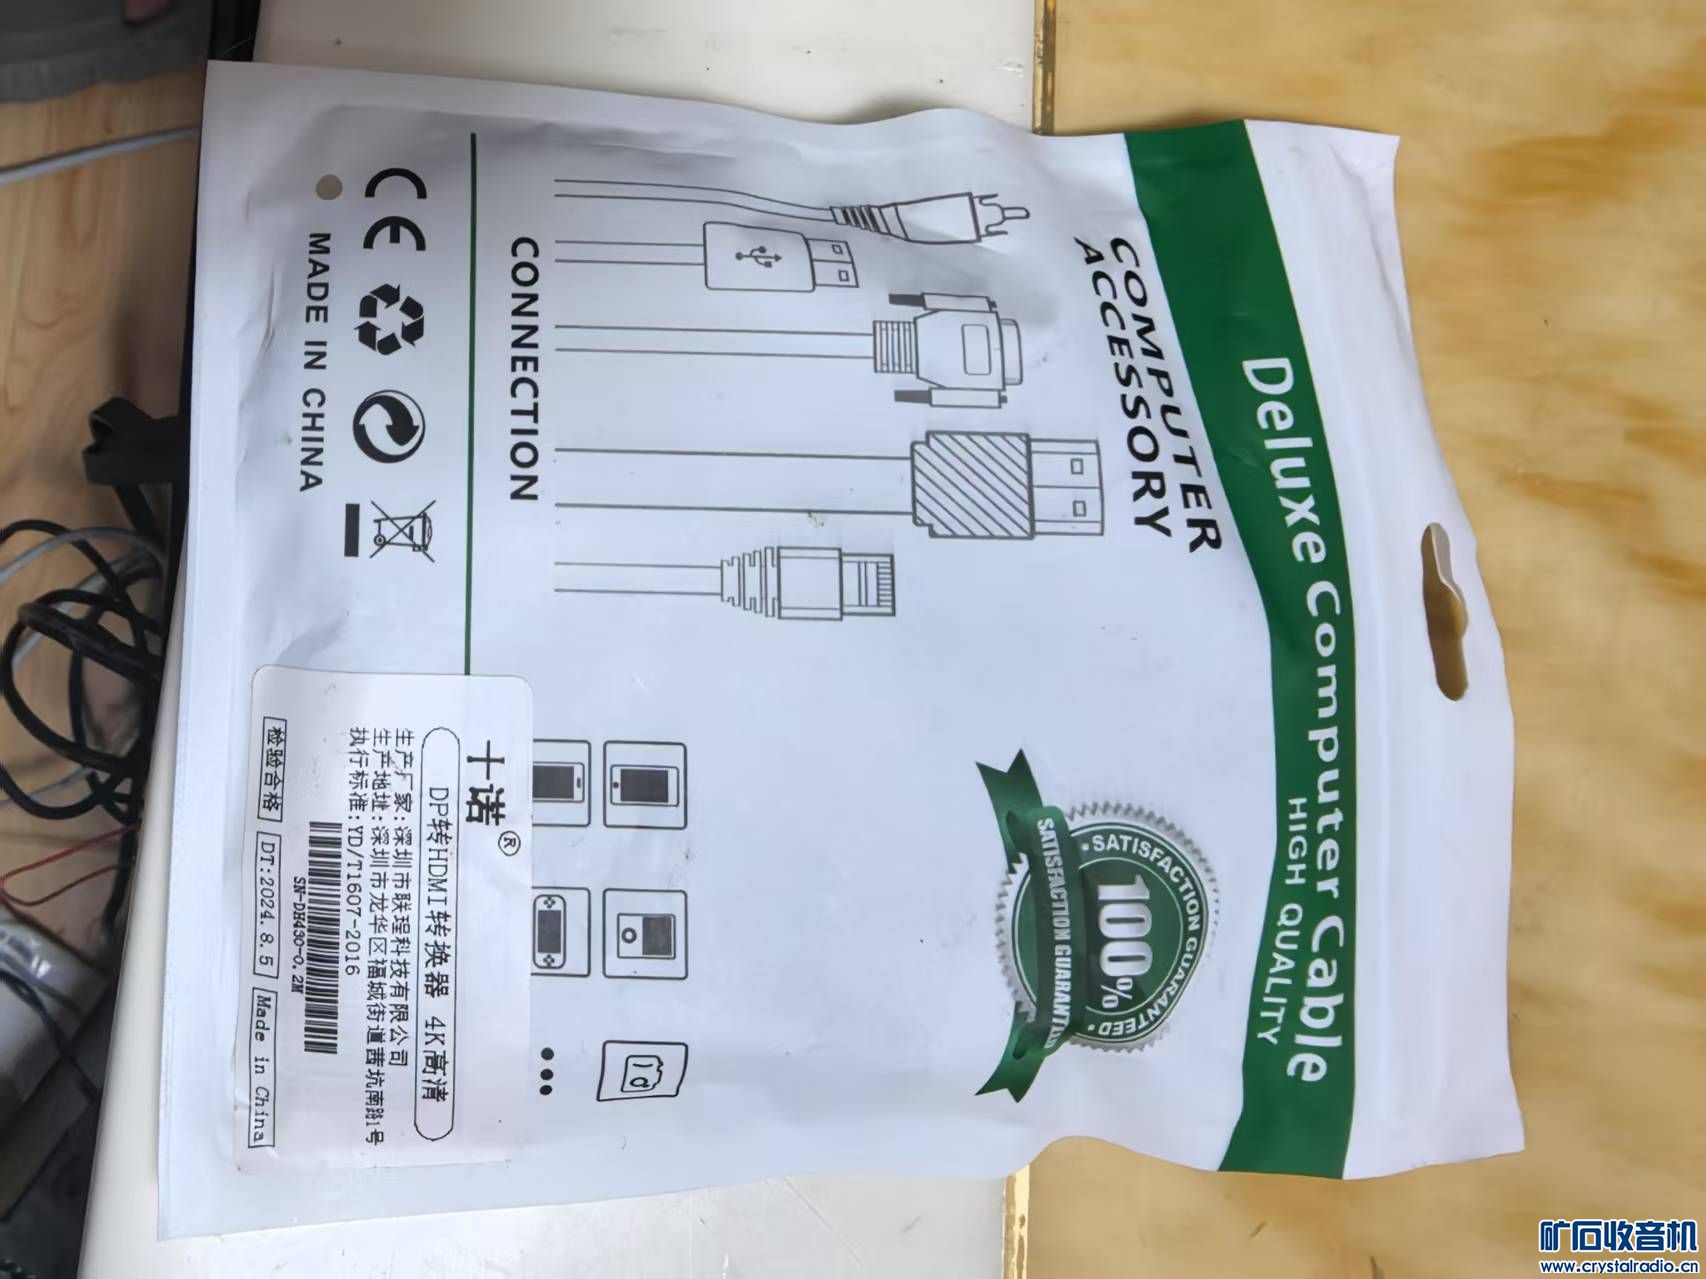 Deluxe Computer Cable
HIGH QUALITY
COMPUTER
ACCESSORY
SATISFACTION GUARANTEED
100%
SATISFACTION GUARANTEED
CONNECTION
CE
MADE IN CHINA
十诺®
DP转HDMI转换器 4K高清
生产厂家:深圳市联理科技有限公司
生产地址:深圳市龙华区福城街道茜坑南路1号
执行标准:YD/T1607-2016
SN-DH430-0.2M
检验合格 DT:2024.8.5 Made in China
矿石收音机
www.crystalradio.cn